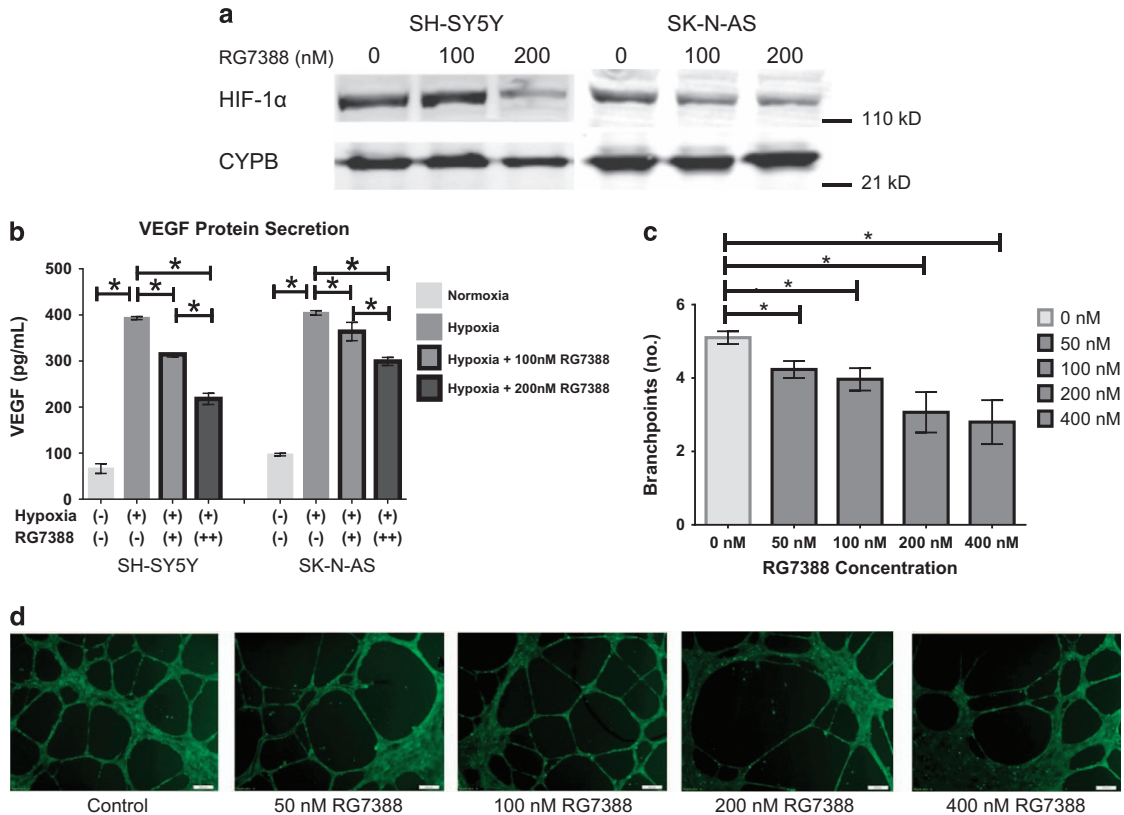 a
SH-SY5Y SK-N-AS
RG7388 (nM) 0 100 200 0 100 200
HIF-1α
110 kD
CYPB
21 kD
b
VEGF Protein Secretion
VEGF (pg/mL)
500
400
300
200
100
0
* * * * * * * *
Normoxia
Hypoxia
Hypoxia + 100nM RG7388
Hypoxia + 200nM RG7388
Hypoxia (-) (+) (+) (+) (-) (+) (+) (+)
RG7388 (-) (-) (+) (++) (-) (-) (+) (++)
SH-SY5Y SK-N-AS
c
*
*
*
*
Branchpoints (no.)
6
4
2
0
0 nM 50 nM 100 nM 200 nM 400 nM
RG7388 Concentration
0 nM
50 nM
100 nM
200 nM
400 nM
d
Control 50 nM RG7388 100 nM RG7388 200 nM RG7388 400 nM RG7388